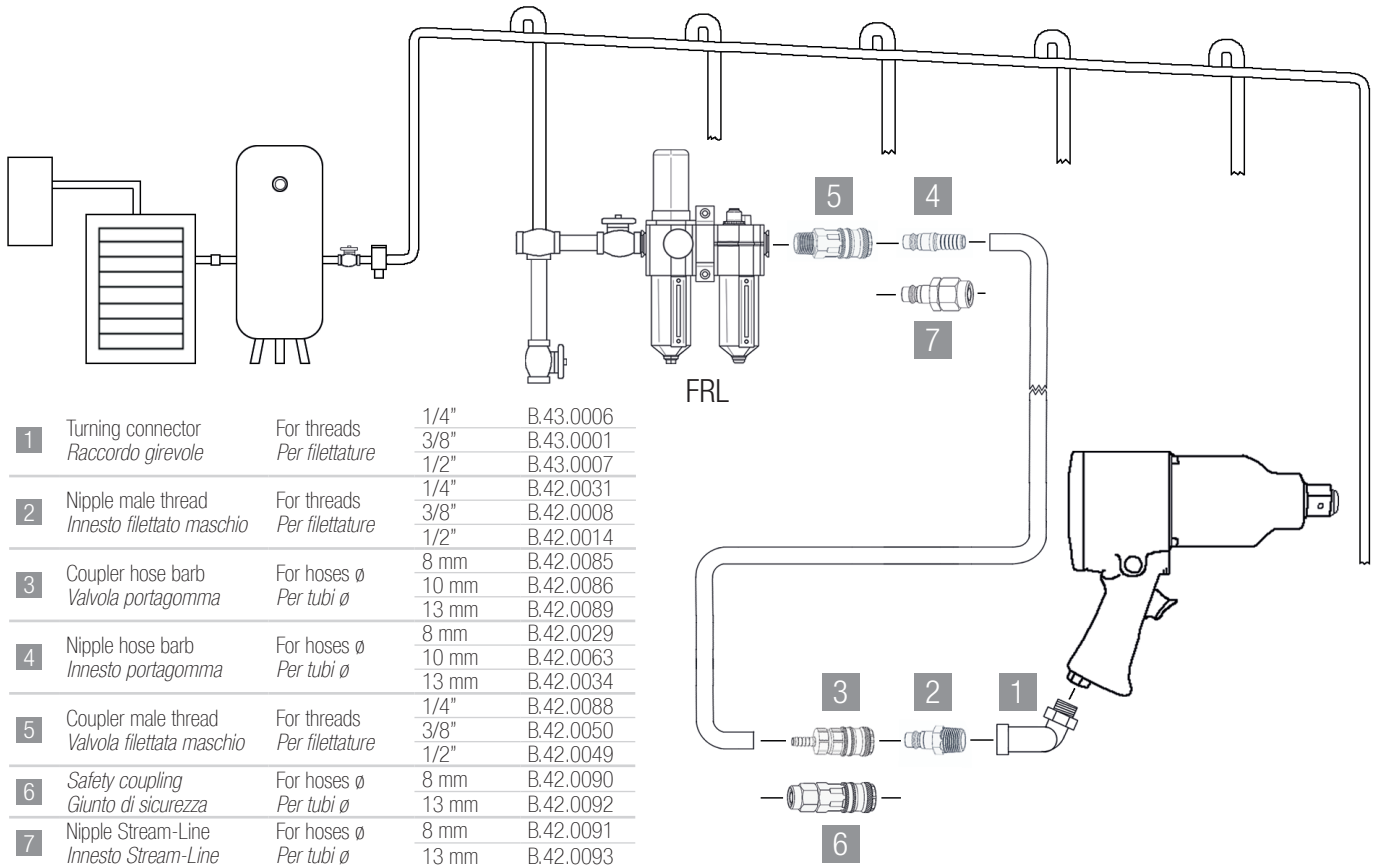 5
4
7
FRL
1 Turning connector For threads 1/4" B.43.0006
Raccordo girevole Per filettature 3/8" B.43.0001
1/2" B.43.0007
2 Nipple male thread For threads 1/4" B.42.0031
Innesto filettato maschio Per filettature 3/8" B.42.0008
1/2" B.42.0014
3 Coupler hose barb For hoses ø 8 mm B.42.0085
Valvola portagomma Per tubi ø 10 mm B.42.0086
13 mm B.42.0089
4 Nipple hose barb For hoses ø 8 mm B.42.0029
Innesto portagomma Per tubi ø 10 mm B.42.0063
13 mm B.42.0034
5 Coupler male thread For threads 1/4" B.42.0088
Valvola filettata maschio Per filettature 3/8" B.42.0050
1/2" B.42.0049
6 Safety coupling For hoses ø 8 mm B.42.0090
Giunto di sicurezza Per tubi ø 13 mm B.42.0092
7 Nipple Stream-Line For hoses ø 8 mm B.42.0091
Innesto Stream-Line Per tubi ø 13 mm B.42.0093
3
2
1
6